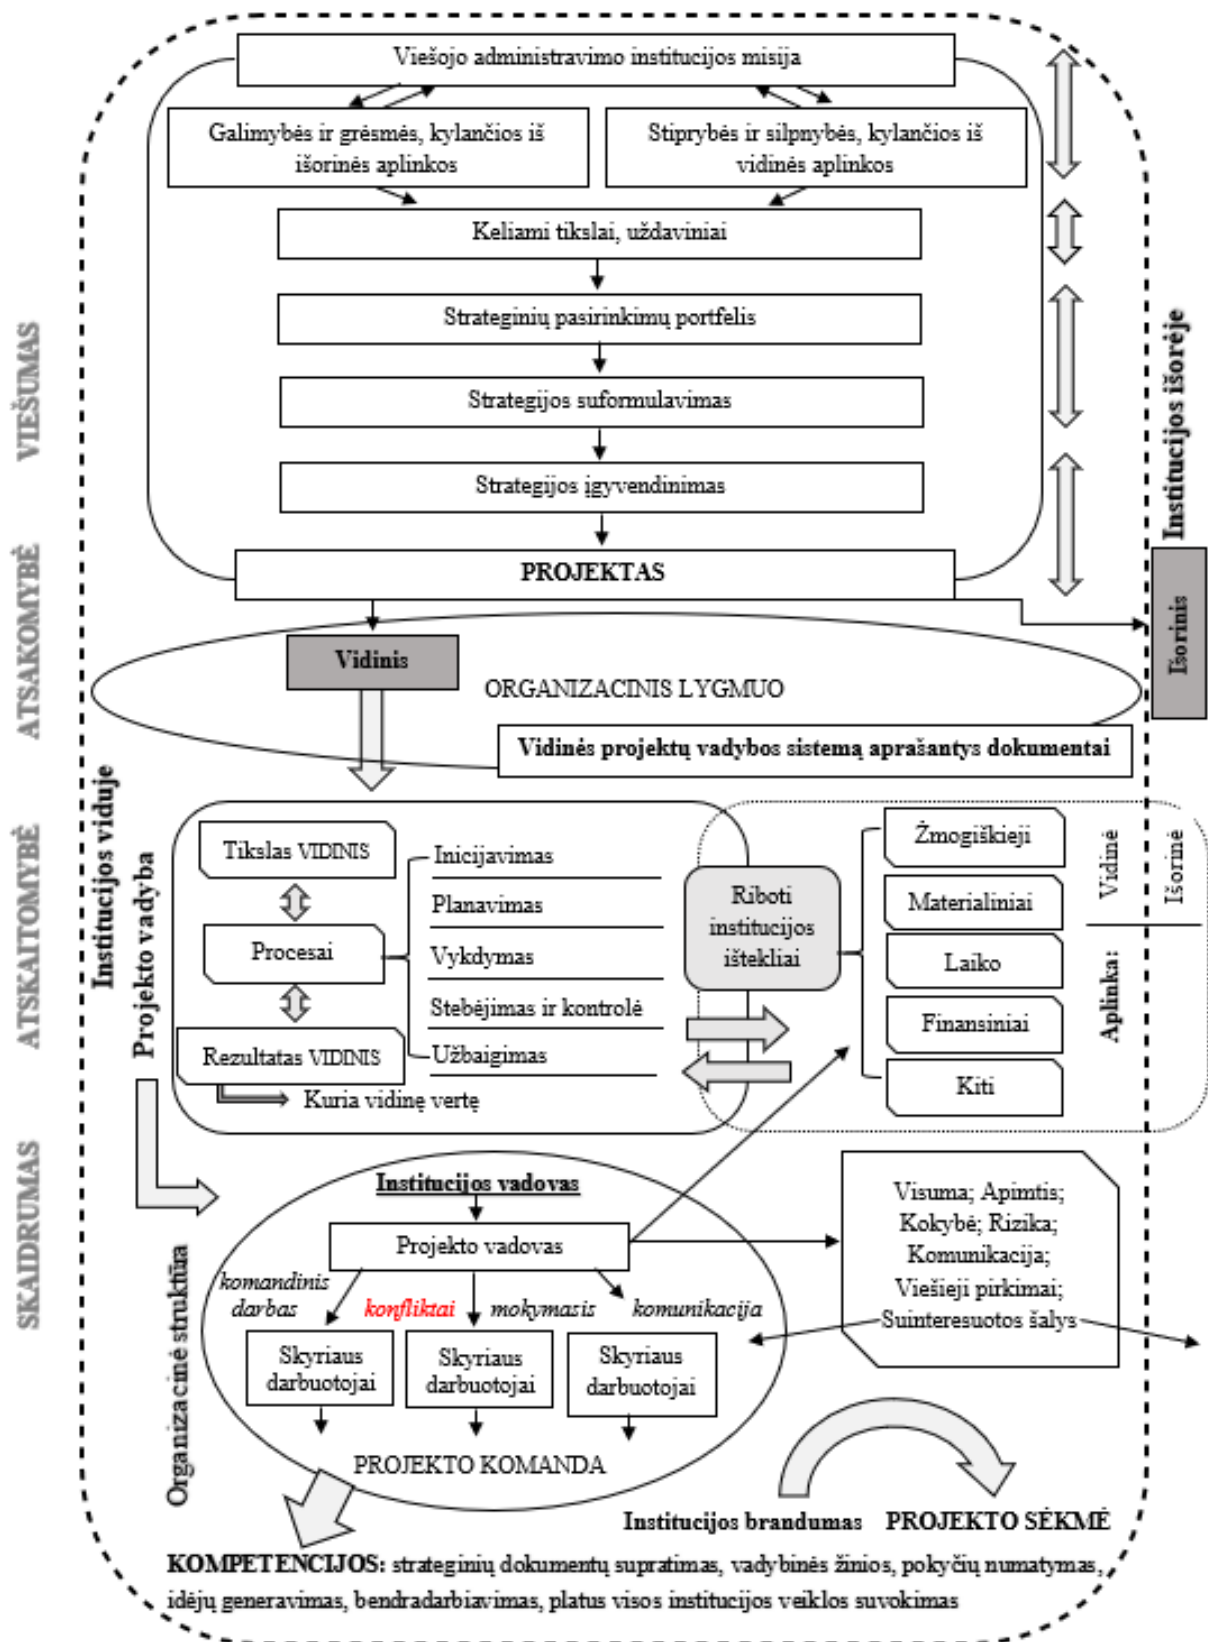 Viešojo administravimo institucijos misija
Galimybės ir grėsmės, kylančios iš
išorinės aplinkos
Stiprybės ir silpnybės, kylančios iš
vidinės aplinkos
Keliami tikslai, uždaviniai
Strateginių pasirinkimų portfelis
Strategijos suformulavimas
Strategijos įgyvendinimas
PROJEKTAS
VIEŠUMAS
ATSAKOMYBĖ
ATSKAITOMYBĖ
SKAIDRUMAS
Institucijos išorėje
Išorinis
Vidinis
ORGANIZACINIS LYGMUO
Vidinės projektų vadybos sistemą aprašantys dokumentai
Institucijos viduje
Projekto vadyba
Tikslas VIDINIS
Procesai
Rezultatas VIDINIS
Kuria vidinę vertę
Inicijavimas
Planavimas
Vykdymas
Stebėjimas ir kontrolė
Užbaigimas
Riboti
institucijos
ištekliai
Žmogiškieji
Materialiniai
Laiko
Finansiniai
Kiti
Vidinė
Išorinė
Aplinka:
Organizacinė struktūra
Institucijos vadovas
Projekto vadovas
komandinis
darbas
konfliktai
mokymasis
komunikacija
Skyriaus
darbuotojai
Skyriaus
darbuotojai
Skyriaus
darbuotojai
PROJEKTO KOMANDA
Visuma; Apimtis;
Kokybė; Rizika;
Komunikacija;
Viešieji pirkimai;
Suinteresuotos šalys
Institucijos brandumas
PROJEKTO SĖKMĖ
KOMPETENCIJOS: strateginių dokumentų supratimas, vadybinės žinios, pokyčių numatymas,
idėjų generavimas, bendradarbiavimas, platus visos institucijos veiklos suvokimas